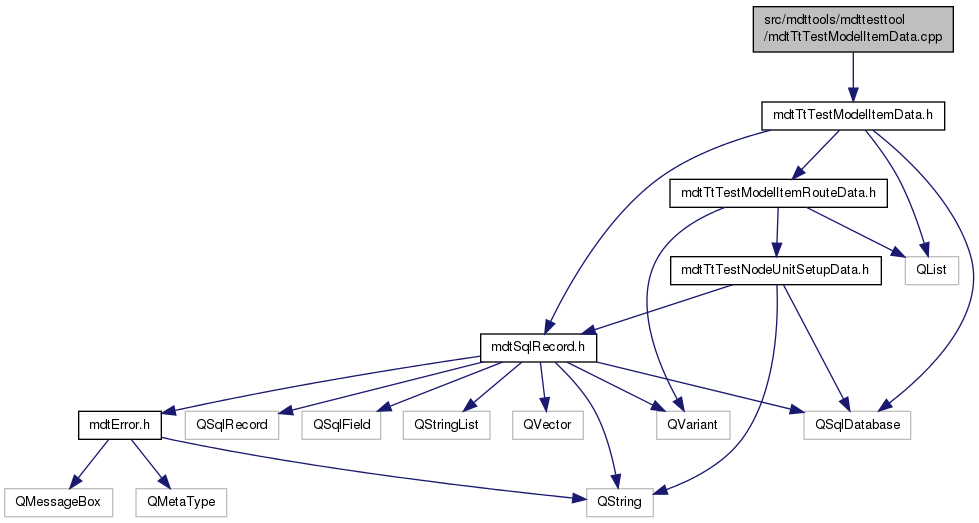 src/mdttools/mdttesttool
/mdtTtTestModelItemData.cpp
mdtTtTestModelItemData.h
mdtTtTestModelItemRouteData.h
mdtTtTestNodeUnitSetupData.h
QList
mdtSqlRecord.h
mdtError.h
QSqlRecord
QSqlField
QStringList
QVector
QVariant
QSqlDatabase
QMessageBox
QMetaType
QString